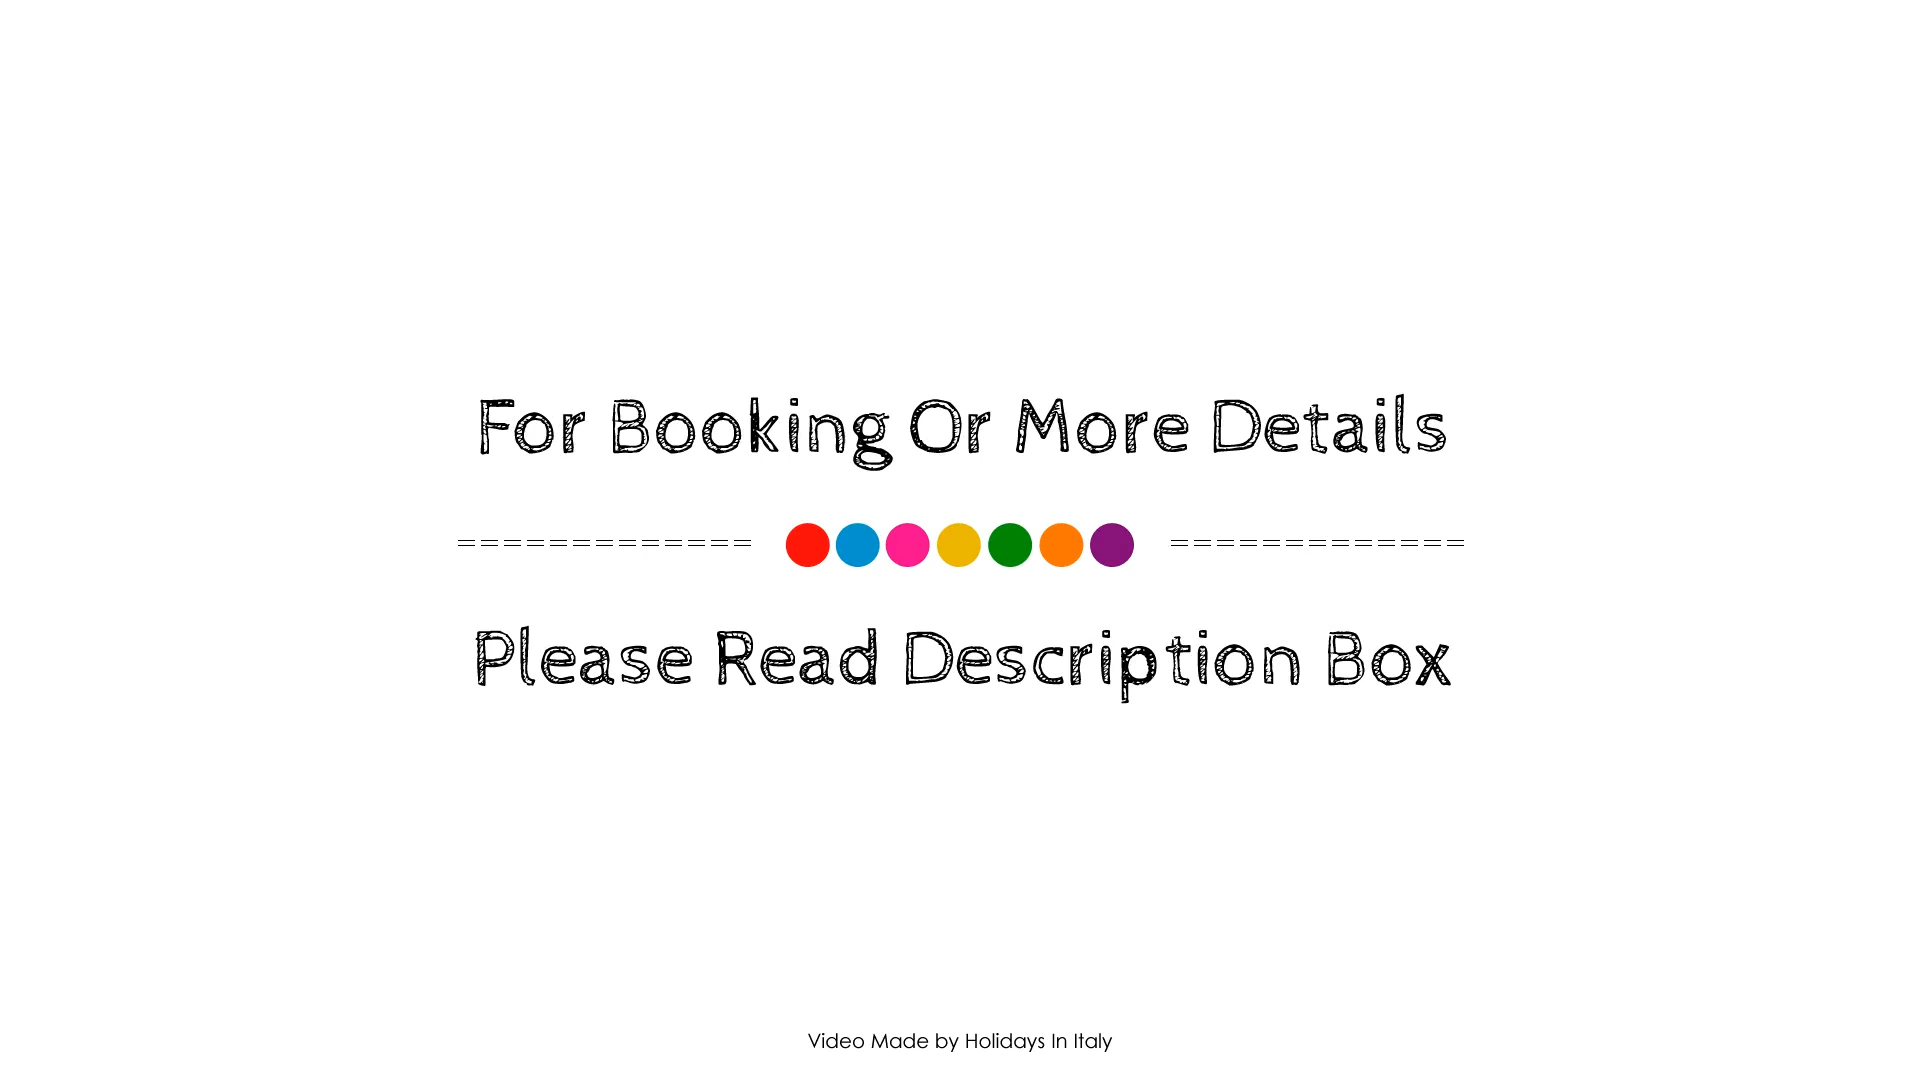 For Booking Or More Details
============= =============
Please Read Description Box
Video Made by Holidays In Italy